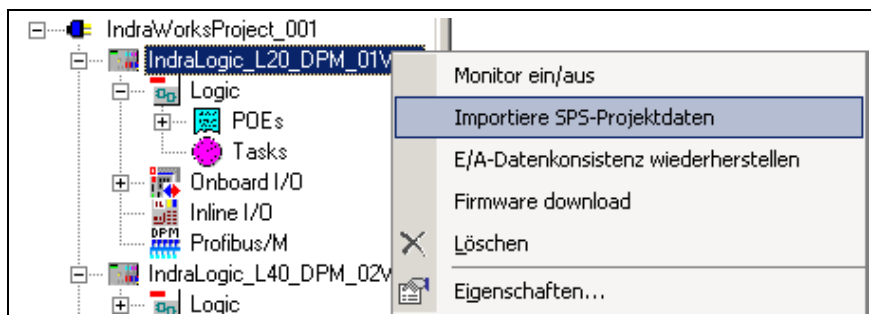 IndraWorksProject_001
IndraLogic_L20_DPM_01V
Logic
POEs
Tasks
Onboard I/O
Inline I/O
DPM
Profibus/M
IndraLogic_L40_DPM_02V
Logic
Monitor ein/aus
Importiere SPS-Projektdaten
E/A-Datenkonsistenz wiederherstellen
Firmware download
Löschen
Eigenschaften...